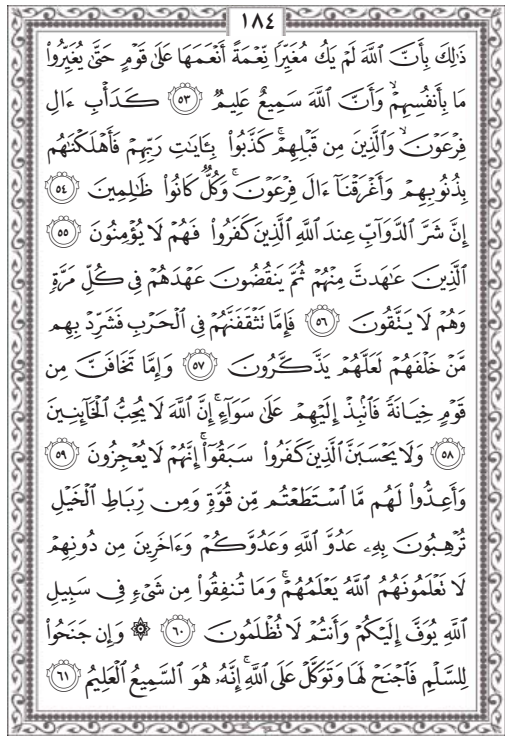 ١٨٤
ذَٰلِكَ بِأَنَّ ٱللَّهَ لَمْ يَكُ مُغَيِّرًا نِّعْمَةً أَنْعَمَهَا عَلَىٰ قَوْمٍ حَتَّىٰ يُغَيِّرُوا۟
مَا بِأَنفُسِهِمْ ۙ وَأَنَّ ٱللَّهَ سَمِيعٌ عَلِيمٌ ٥٣ كَدَأْبِ ءَالِ
فِرْعَوْنَ ۙ وَٱلَّذِينَ مِن قَبْلِهِمْ ۚ كَذَّبُوا۟ بِـَٔايَـٰتِ رَبِّهِمْ فَأَهْلَكْنَـٰهُم
بِذُنُوبِهِمْ وَأَغْرَقْنَآ ءَالَ فِرْعَوْنَ ۚ وَكُلٌّ كَانُوا۟ ظَـٰلِمِينَ ٥٤
إِنَّ شَرَّ ٱلدَّوَآبِّ عِندَ ٱللَّهِ ٱلَّذِينَ كَفَرُوا۟ فَهُمْ لَا يُؤْمِنُونَ ٥٥
ٱلَّذِينَ عَـٰهَدتَّ مِنْهُمْ ثُمَّ يَنقُضُونَ عَهْدَهُمْ فِى كُلِّ مَرَّةٍ
وَهُمْ لَا يَتَّقُونَ ٥٦ فَإِمَّا تَثْقَفَنَّهُمْ فِى ٱلْحَرْبِ فَشَرِّدْ بِهِم
مَّنْ خَلْفَهُمْ لَعَلَّهُمْ يَذَّكَّرُونَ ٥٧ وَإِمَّا تَخَافَنَّ مِن
قَوْمٍ خِيَانَةً فَٱنۢبِذْ إِلَيْهِمْ عَلَىٰ سَوَآءٍ ۚ إِنَّ ٱللَّهَ لَا يُحِبُّ ٱلْخَآئِنِينَ
٥٨ وَلَا يَحْسَبَنَّ ٱلَّذِينَ كَفَرُوا۟ سَبَقُوٓا۟ ۚ إِنَّهُمْ لَا يُعْجِزُونَ ٥٩
وَأَعِدُّوا۟ لَهُم مَّا ٱسْتَطَعْتُم مِّن قُوَّةٍ وَمِن رِّبَاطِ ٱلْخَيْلِ
تُرْهِبُونَ بِهِۦ عَدُوَّ ٱللَّهِ وَعَدُوَّكُمْ وَءَاخَرِينَ مِن دُونِهِمْ
لَا تَعْلَمُونَهُمُ ٱللَّهُ يَعْلَمُهُمْ ۚ وَمَا تُنفِقُوا۟ مِن شَىْءٍ فِى سَبِيلِ
ٱللَّهِ يُوَفَّ إِلَيْكُمْ وَأَنتُمْ لَا تُظْلَمُونَ ٦٠ ۞ وَإِن جَنَحُوا۟
لِلسَّلْمِ فَٱجْنَحْ لَهَا وَتَوَكَّلْ عَلَى ٱللَّهِ ۚ إِنَّهُۥ هُوَ ٱلسَّمِيعُ ٱلْعَلِيمُ ٦١